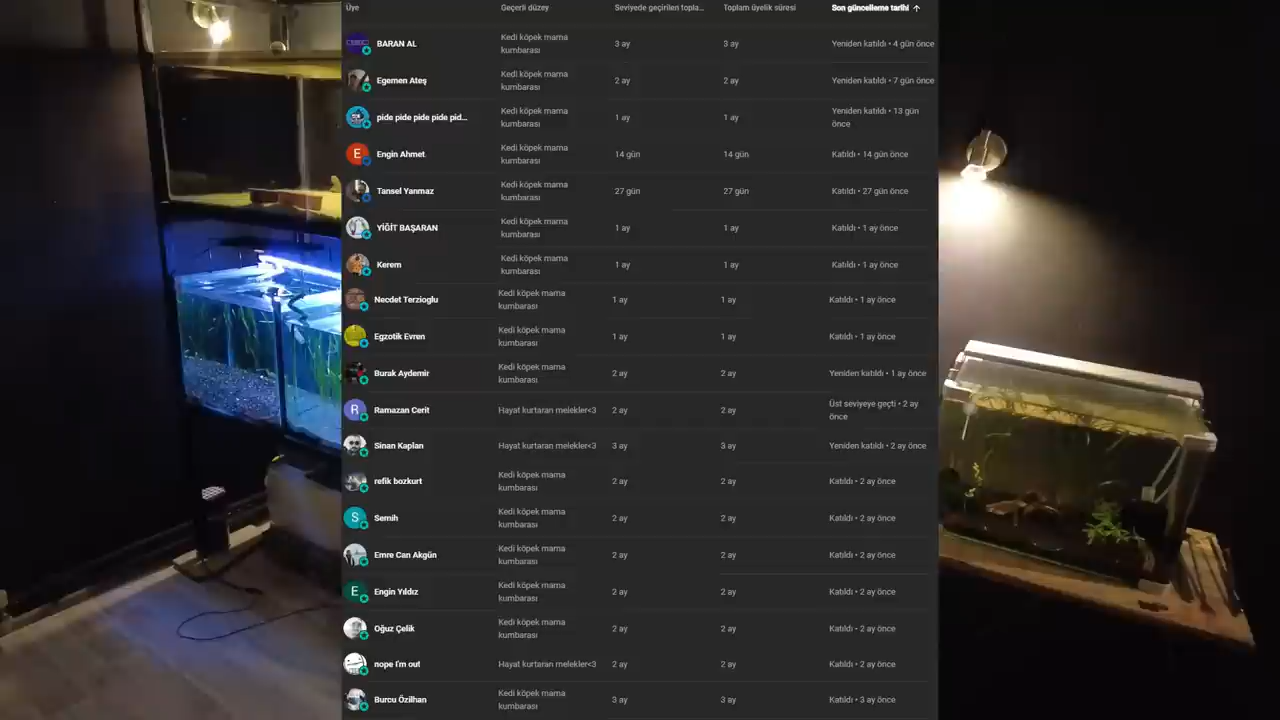 Üye Geçerli düzey Seviyede geçirilen topla... Toplam üyelik süresi Son güncelleme tarihi
BARAN AL Kedi köpek mama kumbarası 3 ay 3 ay Yeniden katıldı • 4 gün önce
Egemen Ateş Kedi köpek mama kumbarası 2 ay 2 ay Yeniden katıldı • 7 gün önce
pide pide pide pide pid... Kedi köpek mama kumbarası 1 ay 1 ay Yeniden katıldı • 13 gün önce
E Engin Ahmet Kedi köpek mama kumbarası 14 gün 14 gün Katıldı • 14 gün önce
Tansel Yanmaz Kedi köpek mama kumbarası 27 gün 27 gün Katıldı • 27 gün önce
YİĞİT BAŞARAN Kedi köpek mama kumbarası 1 ay 1 ay Katıldı • 1 ay önce
Kerem Kedi köpek mama kumbarası 1 ay 1 ay Katıldı • 1 ay önce
Necdet Terzioglu Kedi köpek mama kumbarası 1 ay 1 ay Katıldı • 1 ay önce
Egzotik Evren Kedi köpek mama kumbarası 1 ay 1 ay Katıldı • 1 ay önce
Burak Aydemir Kedi köpek mama kumbarası 2 ay 2 ay Yeniden katıldı • 1 ay önce
R Ramazan Cerit Hayat kurtaran melekler<3 2 ay 2 ay Üst seviyeye geçti • 2 ay önce
Sinan Kaplan Hayat kurtaran melekler<3 3 ay 3 ay Yeniden katıldı • 2 ay önce
refik bozkurt Kedi köpek mama kumbarası 2 ay 2 ay Katıldı • 2 ay önce
S Semih Kedi köpek mama kumbarası 2 ay 2 ay Katıldı • 2 ay önce
Emre Can Akgün Kedi köpek mama kumbarası 2 ay 2 ay Katıldı • 2 ay önce
E Engin Yıldız Kedi köpek mama kumbarası 2 ay 2 ay Katıldı • 2 ay önce
Oğuz Çelik Kedi köpek mama kumbarası 2 ay 2 ay Katıldı • 2 ay önce
nope I'm out Hayat kurtaran melekler<3 2 ay 2 ay Katıldı • 2 ay önce
Burcu Özilhan Kedi köpek mama kumbarası 3 ay 3 ay Katıldı • 3 ay önce